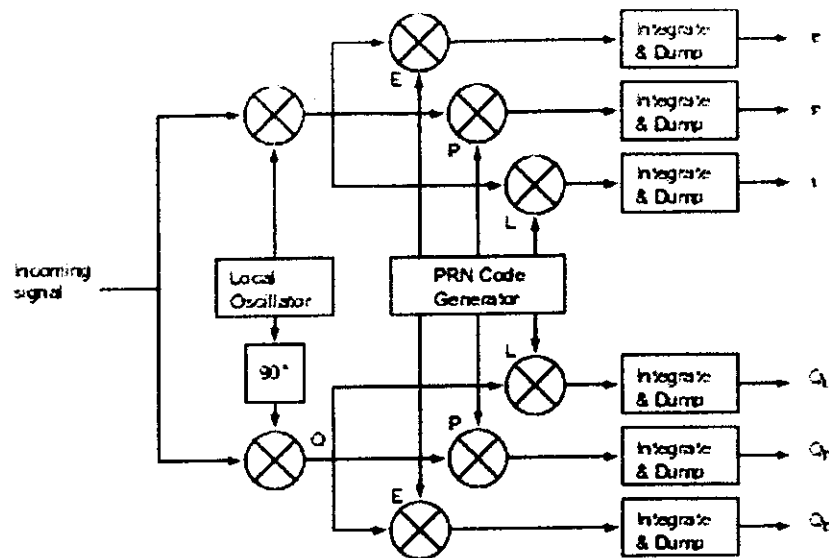 Integrate
& Dump
E
Integrate
& Dump
P
Integrate
& Dump
L
Incoming
signal
Local
Oscillator
PRN Code
Generator
90°
L
Integrate
& Dump
Q
P
Integrate
& Dump
E
Integrate
& Dump